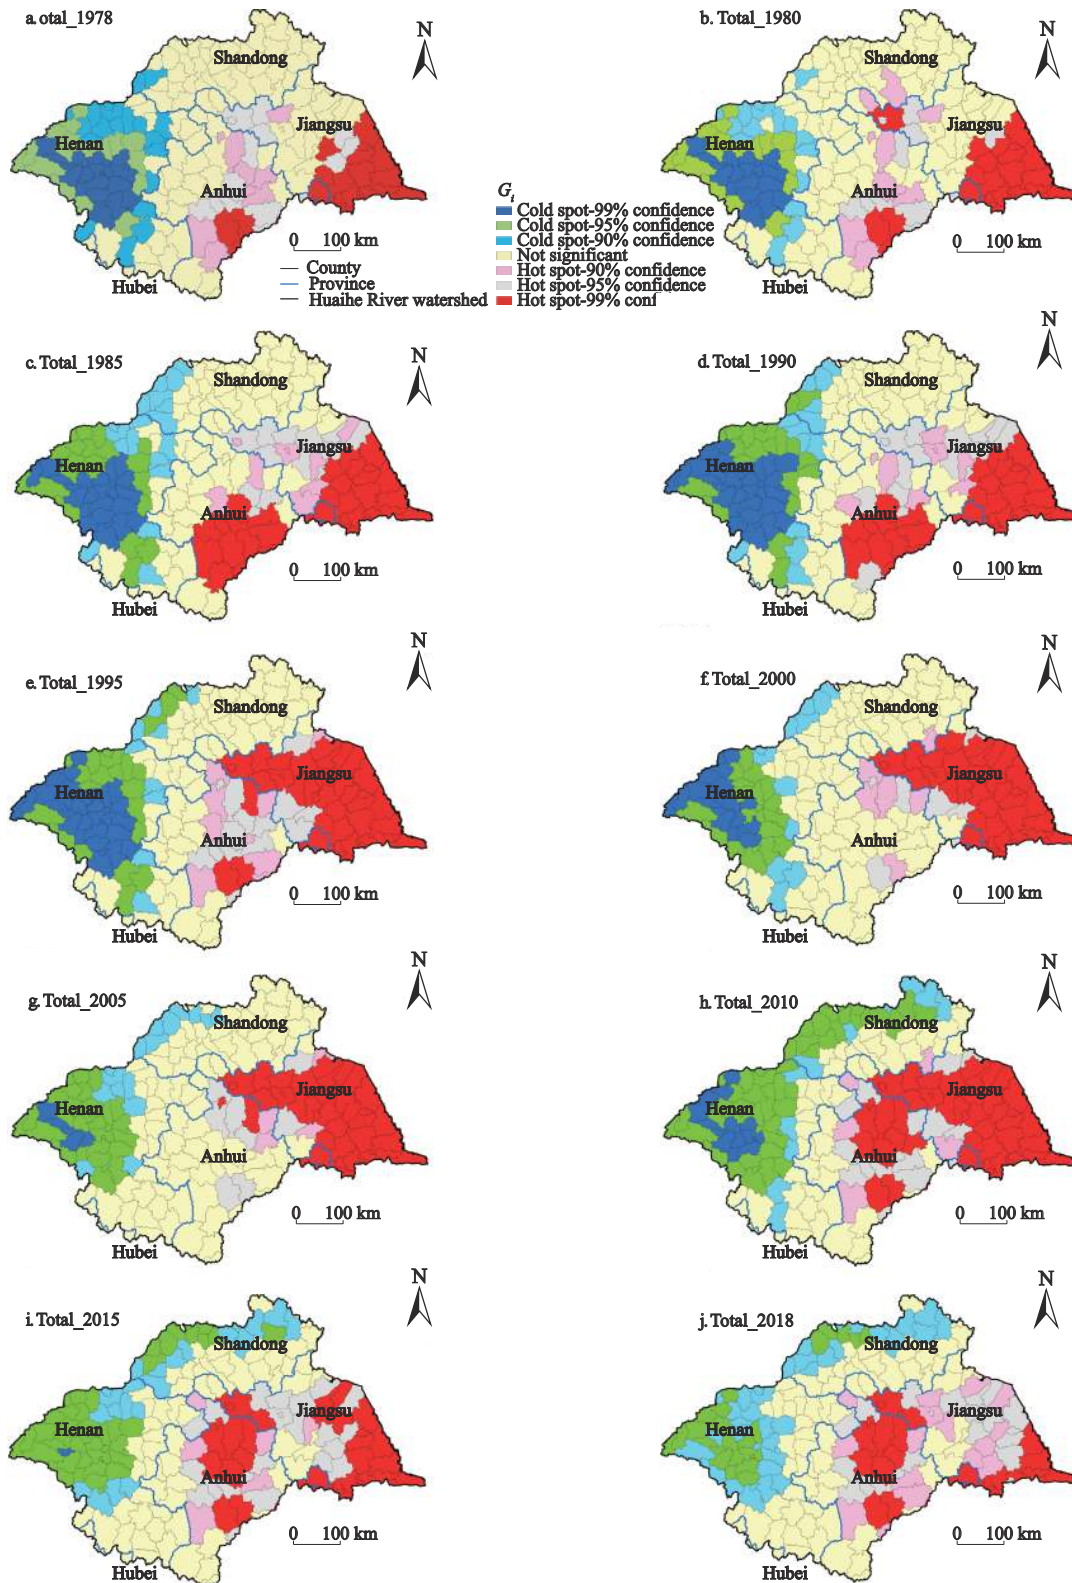 a. otal_1978
N
Shandong
Henan
Jiangsu
Anhui
0 100 km
Hubei
County
Province
Huaihe River watershed
G_i
Cold spot-99% confidence
Cold spot-95% confidence
Cold spot-90% confidence
Not significant
Hot spot-90% confidence
Hot spot-95% confidence
Hot spot-99% conf
b. Total_1980
N
Shandong
Henan
Jiangsu
Anhui
0 100 km
Hubei
c. Total_1985
N
Shandong
Henan
Jiangsu
Anhui
0 100 km
Hubei
d. Total_1990
N
Shandong
Henan
Jiangsu
Anhui
0 100 km
Hubei
e. Total_1995
N
Shandong
Henan
Jiangsu
Anhui
0 100 km
Hubei
f. Total_2000
N
Shandong
Henan
Jiangsu
Anhui
0 100 km
Hubei
g. Total_2005
N
Shandong
Henan
Jiangsu
Anhui
0 100 km
Hubei
h. Total_2010
N
Shandong
Henan
Jiangsu
Anhui
0 100 km
Hubei
i. Total_2015
N
Shandong
Henan
Jiangsu
Anhui
0 100 km
Hubei
j. Total_2018
N
Shandong
Henan
Jiangsu
Anhui
0 100 km
Hubei